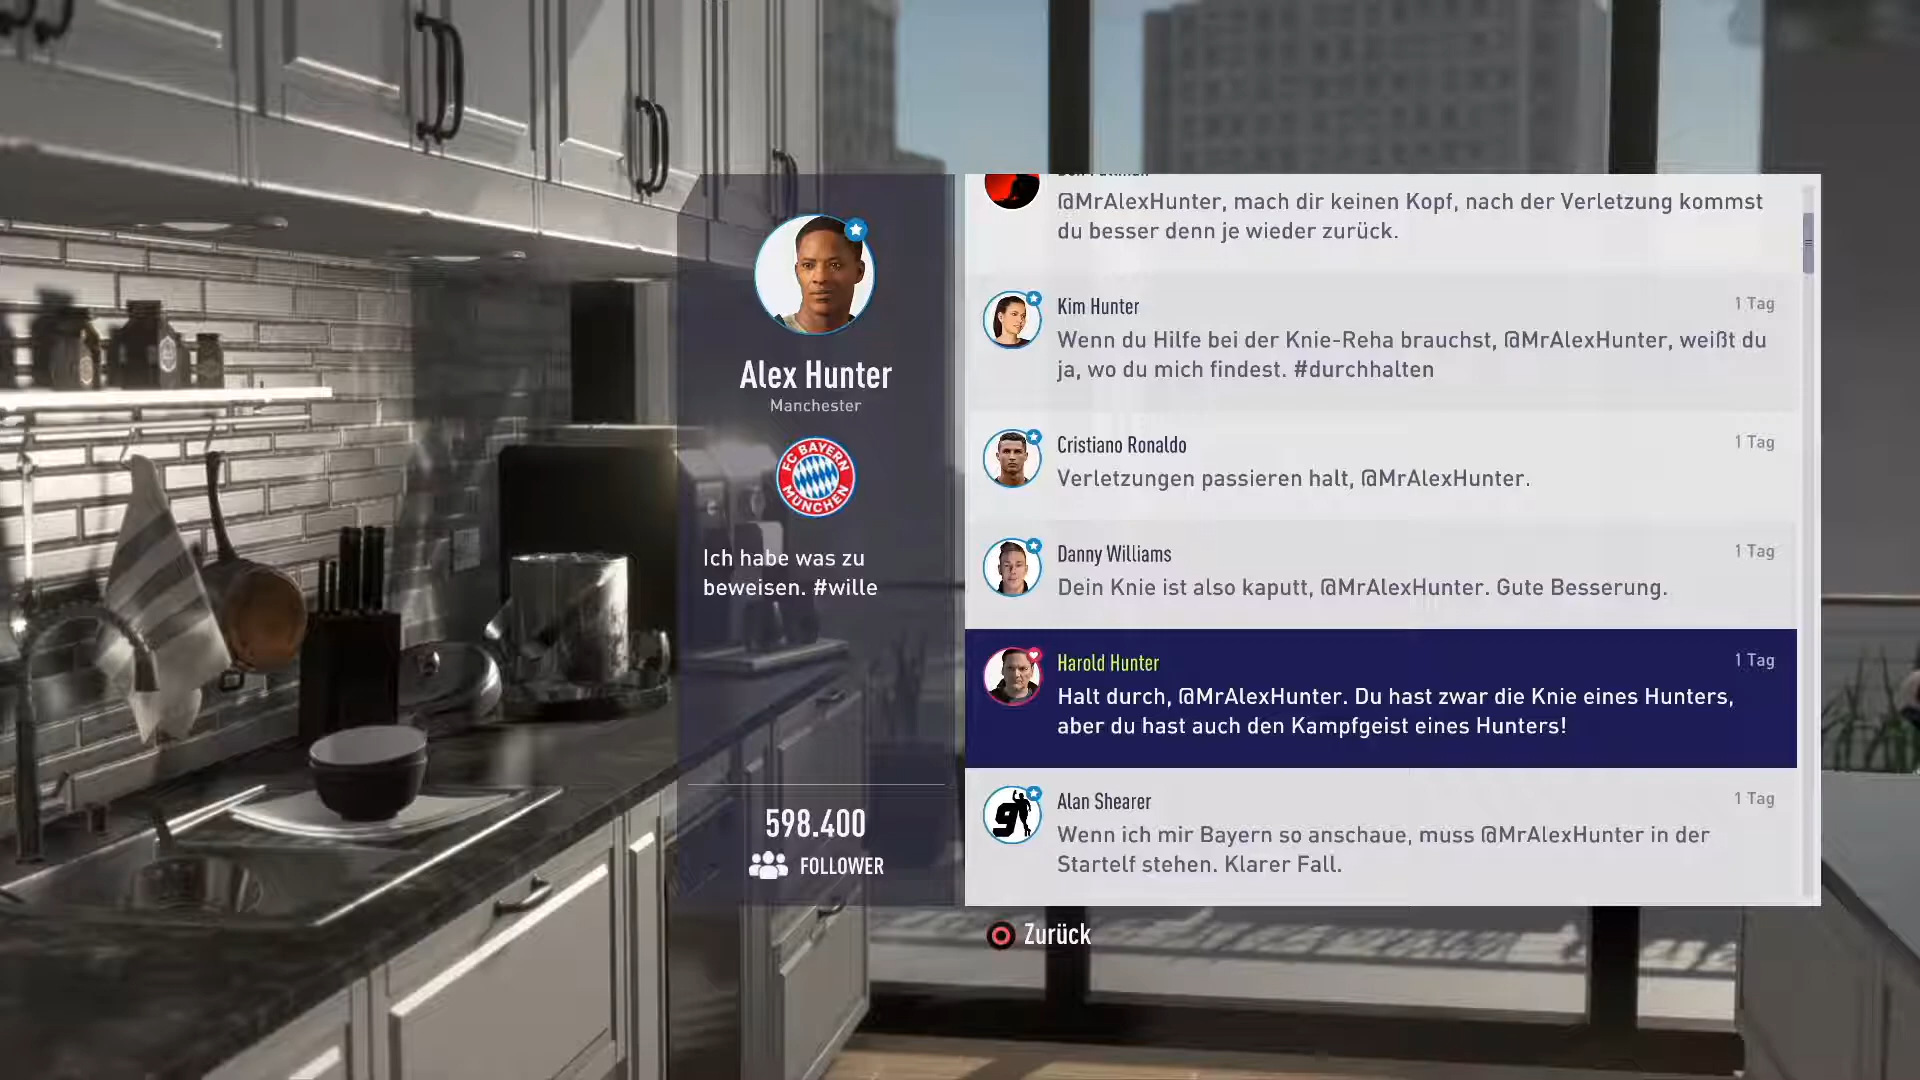 Alex Hunter
Manchester
FC BAYERN
MÜNCHEN
Ich habe was zu
beweisen. #wille
598.400
FOLLOWER
@MrAlexHunter, mach dir keinen Kopf, nach der Verletzung kommst
du besser denn je wieder zurück.
Kim Hunter
1 Tag
Wenn du Hilfe bei der Knie-Reha brauchst, @MrAlexHunter, weißt du
ja, wo du mich findest. #durchhalten
Cristiano Ronaldo
1 Tag
Verletzungen passieren halt, @MrAlexHunter.
Danny Williams
1 Tag
Dein Knie ist also kaputt, @MrAlexHunter. Gute Besserung.
Harold Hunter
1 Tag
Halt durch, @MrAlexHunter. Du hast zwar die Knie eines Hunters,
aber du hast auch den Kampfgeist eines Hunters!
9
Alan Shearer
1 Tag
Wenn ich mir Bayern so anschaue, muss @MrAlexHunter in der
Startelf stehen. Klarer Fall.
Zurück